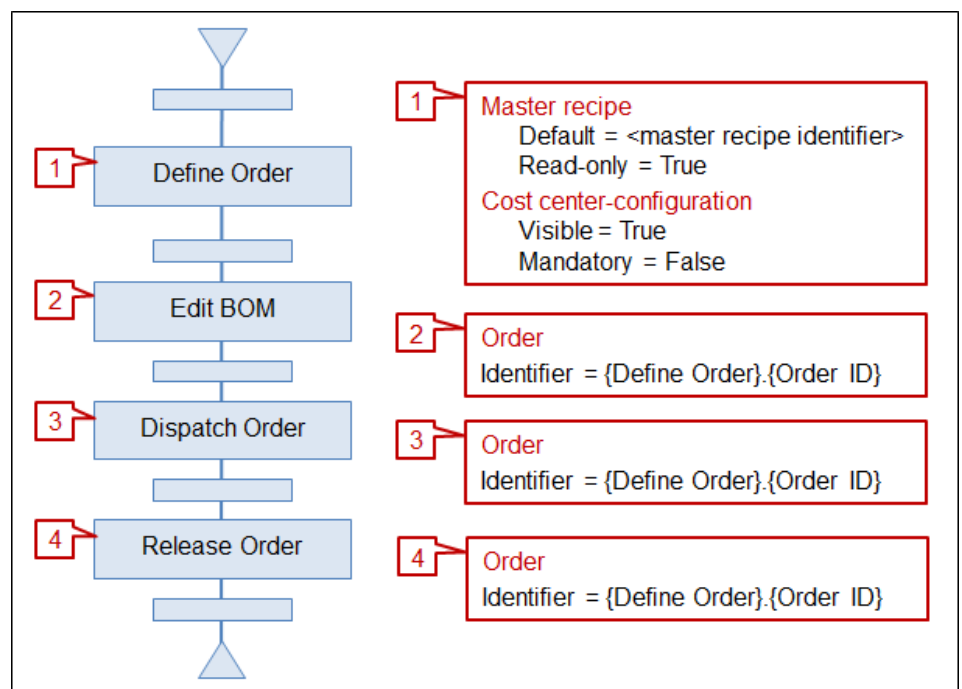 1
Define Order
2
Edit BOM
3
Dispatch Order
4
Release Order
1
Master recipe
Default = <master recipe identifier>
Read-only = True
Cost center-configuration
Visible = True
Mandatory = False
2
Order
Identifier = {Define Order}.{Order ID}
3
Order
Identifier = {Define Order}.{Order ID}
4
Order
Identifier = {Define Order}.{Order ID}